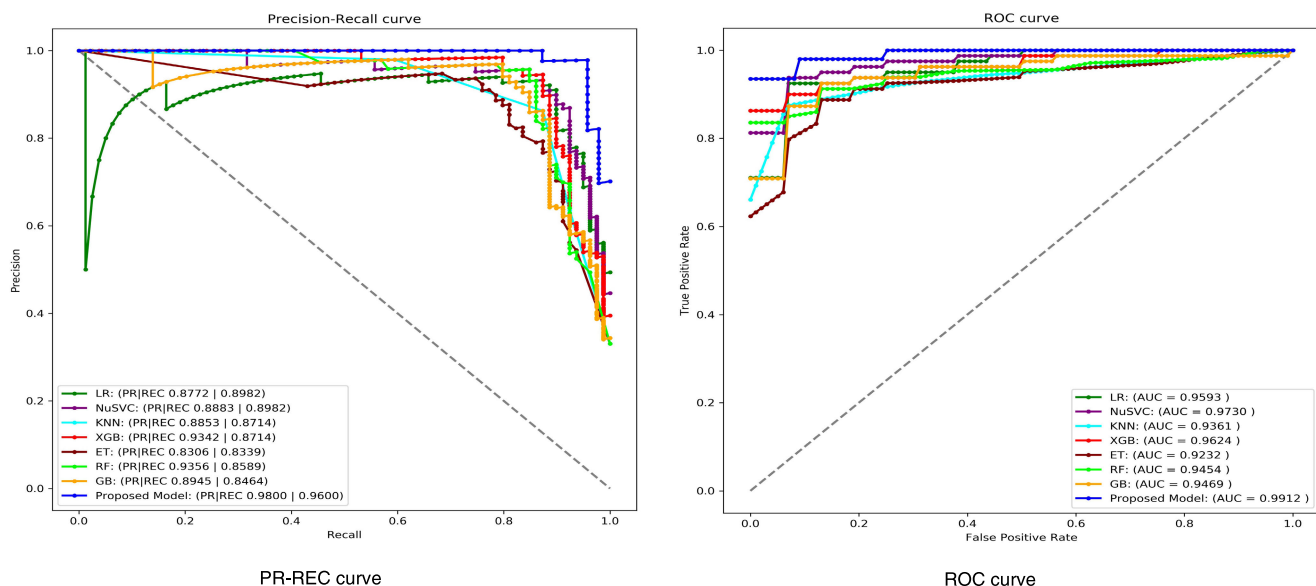 Precision-Recall curve
1.0
0.8
0.6
0.4
0.2
0.0
Precision
LR: (PR|REC 0.8772 | 0.8982)
NuSVC: (PR|REC 0.8883 | 0.8982)
KNN: (PR|REC 0.8853 | 0.8714)
XGB: (PR|REC 0.9342 | 0.8714)
ET: (PR|REC 0.8306 | 0.8339)
RF: (PR|REC 0.9356 | 0.8589)
GB: (PR|REC 0.8945 | 0.8464)
Proposed Model: (PR|REC 0.9800 | 0.9600)
0.0 0.2 0.4 0.6 0.8 1.0
Recall
PR-REC curve
ROC curve
1.0
0.8
0.6
0.4
0.2
0.0
True Positive Rate
LR: (AUC = 0.9593 )
NuSVC: (AUC = 0.9730 )
KNN: (AUC = 0.9361 )
XGB: (AUC = 0.9624 )
ET: (AUC = 0.9232 )
RF: (AUC = 0.9454 )
GB: (AUC = 0.9469 )
Proposed Model: (AUC = 0.9912 )
0.0 0.2 0.4 0.6 0.8 1.0
False Positive Rate
ROC curve